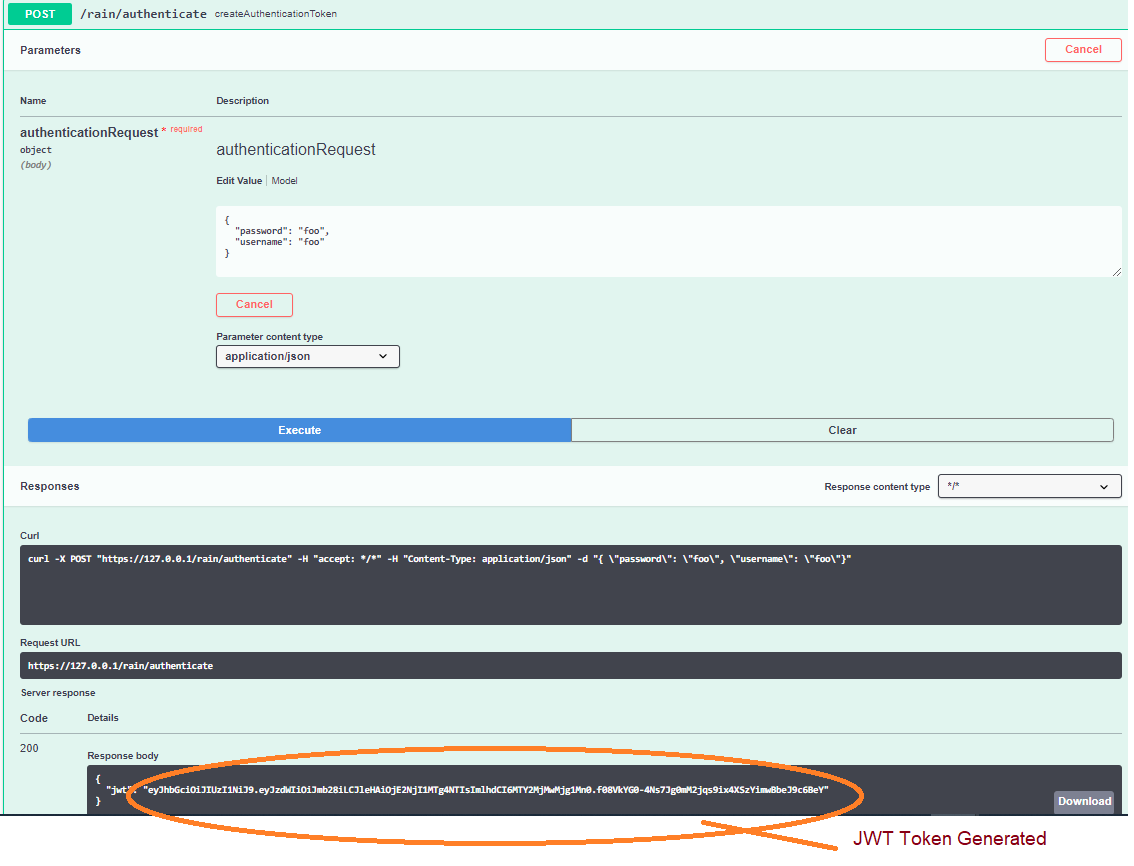 POST /rain/authenticate createAuthenticationToken
Parameters Cancel
Name Description
authenticationRequest * required
object
(body)
authenticationRequest
Edit Value | Model
{
"password": "foo",
"username": "foo"
}
Cancel
Parameter content type
application/json
Execute Clear
Responses Response content type */*
Curl
curl -X POST "https://127.0.0.1/rain/authenticate" -H "accept: */*" -H "Content-Type: application/json" -d "{ \"password\": \"foo\", \"username\": \"foo\"}"
Request URL
https://127.0.0.1/rain/authenticate
Server response
Code Details
200
Response body
{
"jwt": "eyJhbGciOiJIUzI1NiJ9.eyJzdWIiOiJmb28iLCJleHAiOjE2NjI1MTg4NTIsImlhdCI6MTY2MjMwMjg1Mn0.f08VkYG0-4Ns7Jg0mM2jqs9ix4XSzYimwBbeJ9c6BeY"
}
Download
JWT Token Generated